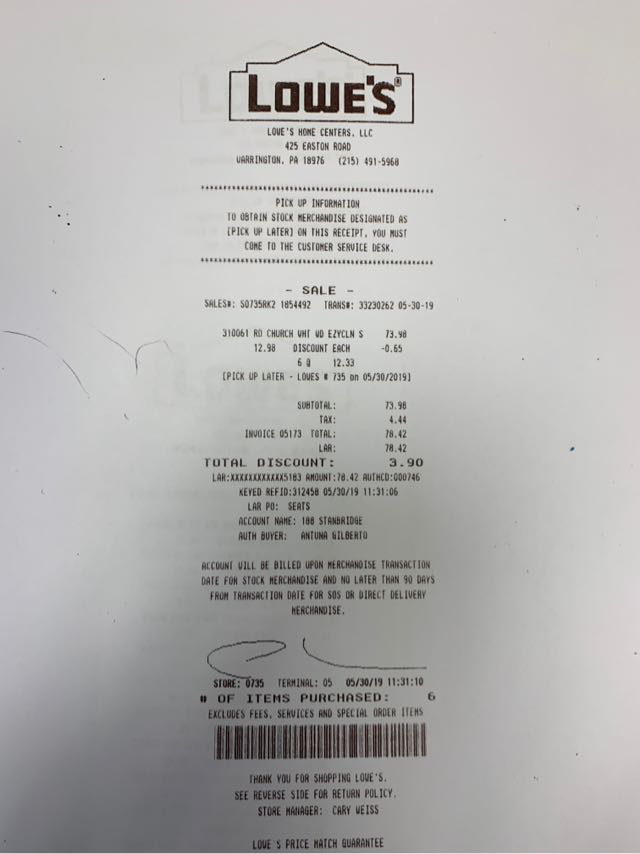 LOWE'S®
LOWE'S HOME CENTERS, LLC
425 EASTON ROAD
WARRINGTON, PA 18976 (215) 491-5968
PICK UP INFORMATION
TO OBTAIN STOCK MERCHANDISE DESIGNATED AS
[PICK UP LATER] ON THIS RECEIPT, YOU MUST
COME TO THE CUSTOMER SERVICE DESK.
- SALE -
SALES#: S0735RK2 1854492 TRANS#: 33230262 05-30-19
310061 RD CHURCH WHT WD EZYCLN S 73.98
12.98 DISCOUNT EACH -0.65
6 @ 12.33
[PICK UP LATER - LOWES # 735 on 05/30/2019]
SUBTOTAL: 73.98
TAX: 4.44
INVOICE 05173 TOTAL: 78.42
LAR: 78.42
TOTAL DISCOUNT: 3.90
LAR:XXXXXXXXXXXX5183 AMOUNT:78.42 AUTHCD:000746
KEYED REFID:312458 05/30/19 11:31:06
LAR PO: SEATS
ACCOUNT NAME: 188 STANBRIDGE
AUTH BUYER: ANTUNA GILBERTO
ACCOUNT WILL BE BILLED UPON MERCHANDISE TRANSACTION
DATE FOR STOCK MERCHANDISE AND NO LATER THAN 90 DAYS
FROM TRANSACTION DATE FOR SOS OR DIRECT DELIVERY
MERCHANDISE.
STORE: 0735 TERMINAL: 05 05/30/19 11:31:10
# OF ITEMS PURCHASED: 6
EXCLUDES FEES, SERVICES AND SPECIAL ORDER ITEMS
THANK YOU FOR SHOPPING LOWE'S.
SEE REVERSE SIDE FOR RETURN POLICY.
STORE MANAGER: CARY WEISS
LOWE'S PRICE MATCH GUARANTEE